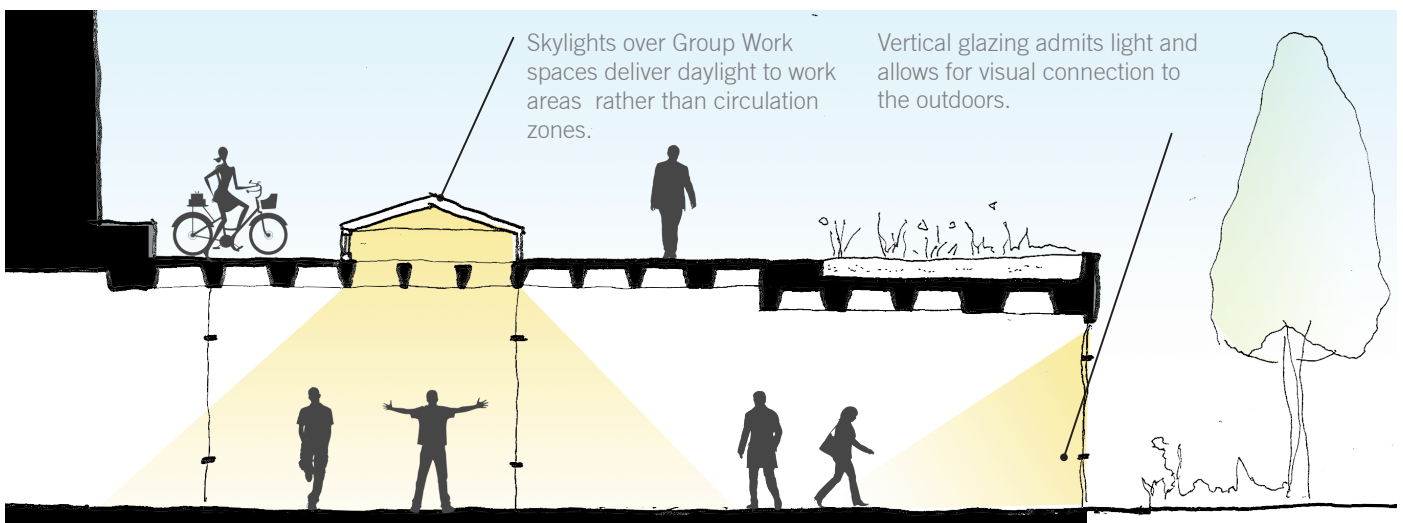 Skylights over Group Work
spaces deliver daylight to work
areas  rather than circulation
zones.
Vertical glazing admits light and
allows for visual connection to
the outdoors.